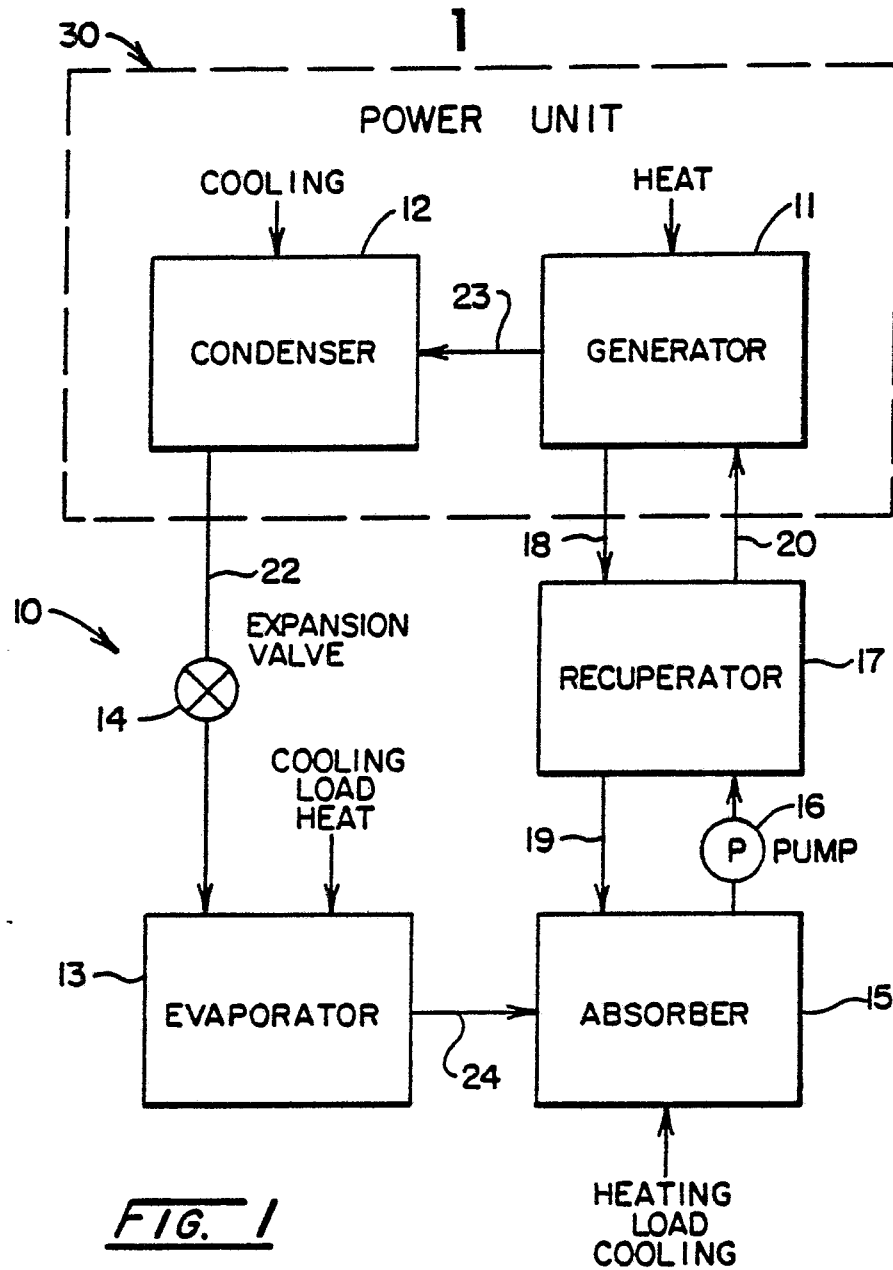 1
30
POWER UNIT
COOLING
HEAT
12
11
23
CONDENSER
GENERATOR
18
20
22
10
EXPANSION
VALVE
14
RECUPERATOR
17
COOLING
LOAD
HEAT
19
16
P
PUMP
13
EVAPORATOR
24
ABSORBER
15
HEATING
LOAD
COOLING
FIG. 1